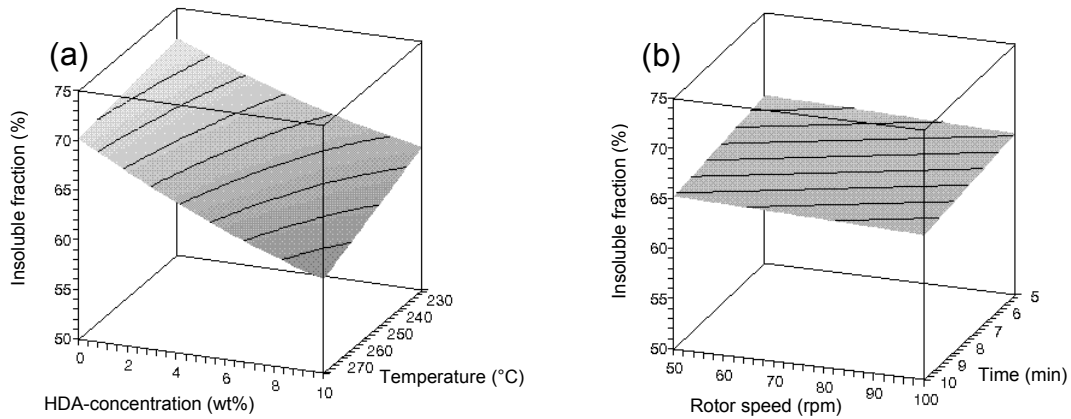 (a)
Insoluble fraction (%)
75
70
65
60
55
50
0 2 4 6 8 10
HDA-concentration (wt%)
230
240
250
260
270
Temperature (°C)
(b)
Insoluble fraction (%)
75
70
65
60
55
50
50 60 70 80 90 100
Rotor speed (rpm)
5
6
7
8
9
10
Time (min)